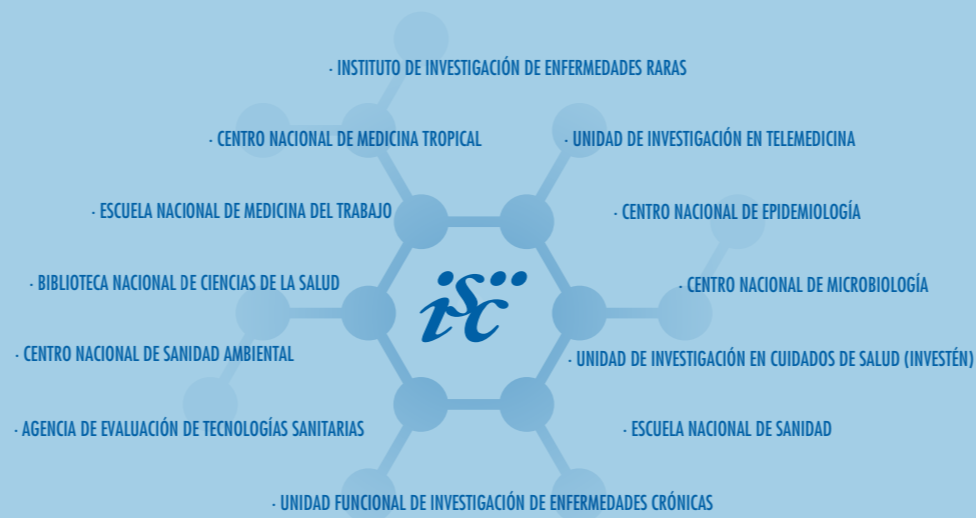 · INSTITUTO DE INVESTIGACIÓN DE ENFERMEDADES RARAS
· CENTRO NACIONAL DE MEDICINA TROPICAL
· UNIDAD DE INVESTIGACIÓN EN TELEMEDICINA
· ESCUELA NACIONAL DE MEDICINA DEL TRABAJO
· CENTRO NACIONAL DE EPIDEMIOLOGÍA
· BIBLIOTECA NACIONAL DE CIENCIAS DE LA SALUD
· CENTRO NACIONAL DE MICROBIOLOGÍA
isc
· CENTRO NACIONAL DE SANIDAD AMBIENTAL
· UNIDAD DE INVESTIGACIÓN EN CUIDADOS DE SALUD (INVESTÉN)
· AGENCIA DE EVALUACIÓN DE TECNOLOGÍAS SANITARIAS
· ESCUELA NACIONAL DE SANIDAD
· UNIDAD FUNCIONAL DE INVESTIGACIÓN DE ENFERMEDADES CRÓNICAS